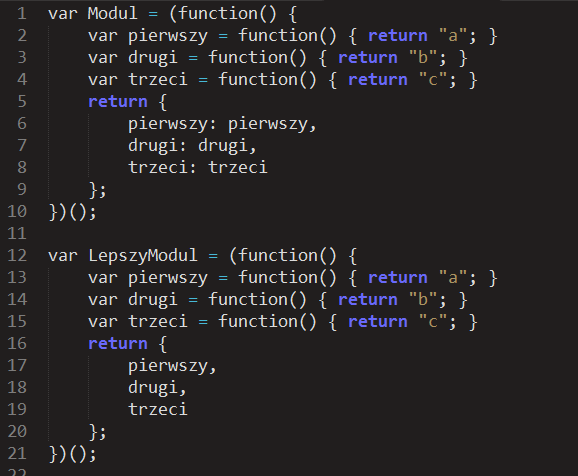 1 var Modul = (function() {
2     var pierwszy = function() { return "a"; }
3     var drugi = function() { return "b"; }
4     var trzeci = function() { return "c"; }
5     return {
6         pierwszy: pierwszy,
7         drugi: drugi,
8         trzeci: trzeci
9     };
10 })();
11
12 var LepszyModul = (function() {
13     var pierwszy = function() { return "a"; }
14     var drugi = function() { return "b"; }
15     var trzeci = function() { return "c"; }
16     return {
17         pierwszy,
18         drugi,
19         trzeci
20     };
21 })();
22